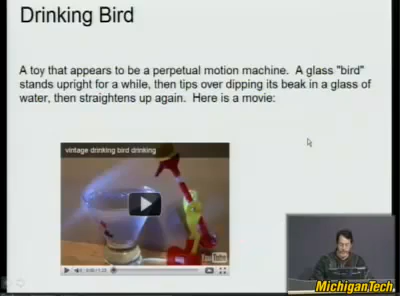 Drinking Bird
A toy that appears to be a perpetual motion machine.  A glass "bird"
stands upright for a while, then tips over dipping its beak in a glass of
water, then straightens up again.  Here is a movie:
vintage drinking bird drinking
You Tube
MichiganTech.